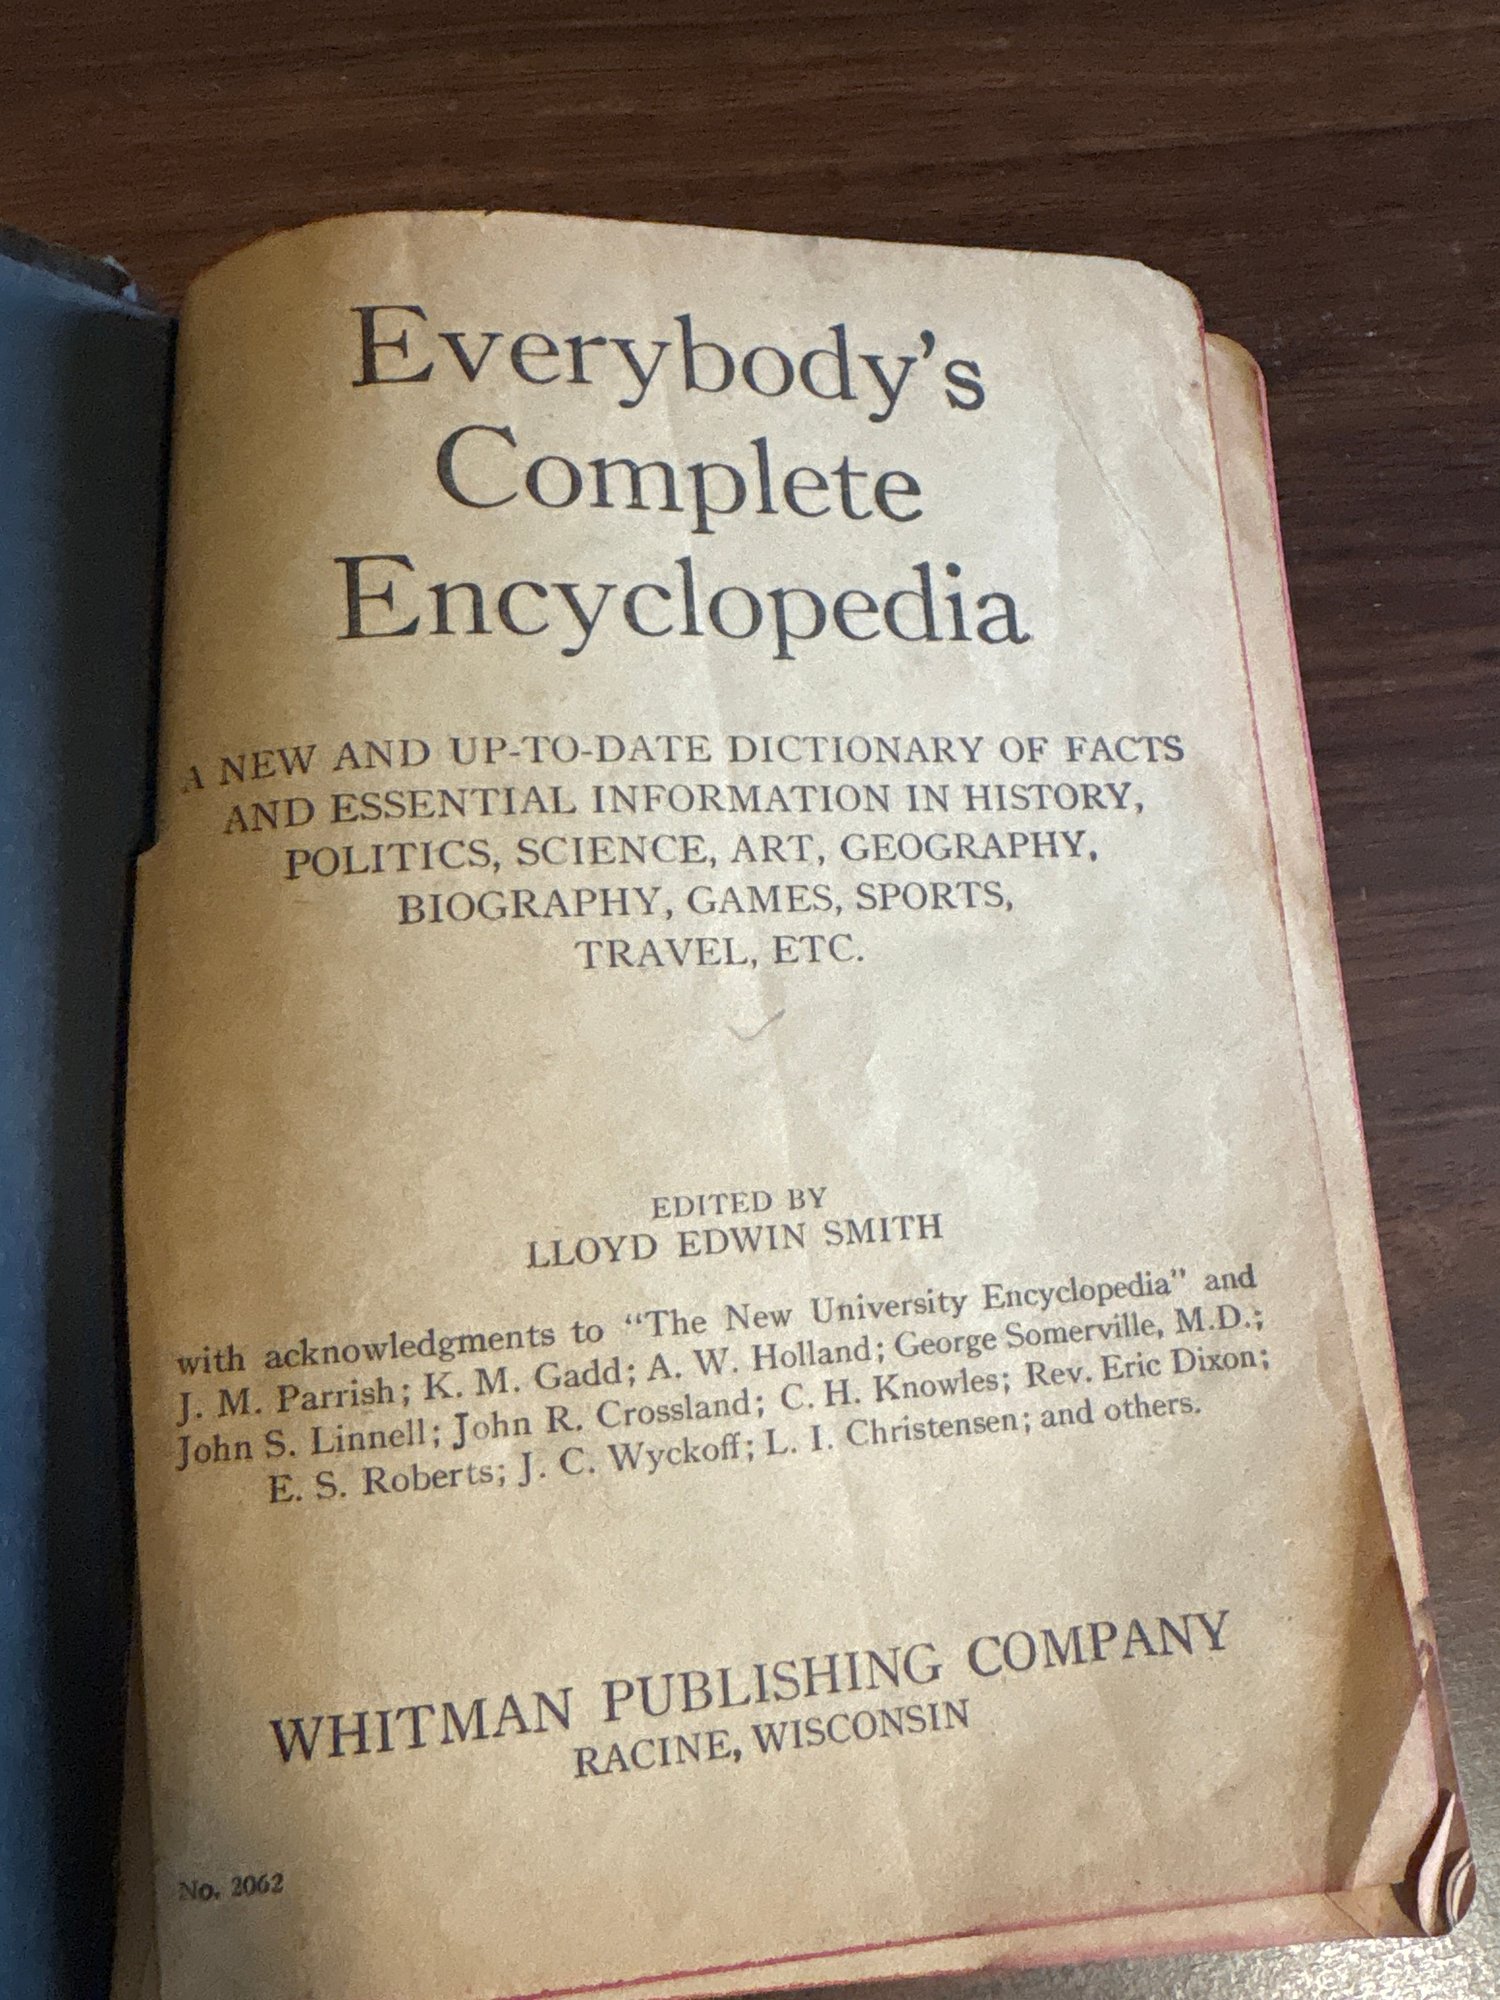 Everybody's
Complete
Encyclopedia
A NEW AND UP-TO-DATE DICTIONARY OF FACTS
AND ESSENTIAL INFORMATION IN HISTORY,
POLITICS, SCIENCE, ART, GEOGRAPHY,
BIOGRAPHY, GAMES, SPORTS,
TRAVEL, ETC.
EDITED BY
LLOYD EDWIN SMITH
with acknowledgments to "The New University Encyclopedia" and
J. M. Parrish; K. M. Gadd; A. W. Holland; George Somerville, M.D.;
John S. Linnell; John R. Crossland; C. H. Knowles; Rev. Eric Dixon;
E. S. Roberts; J. C. Wyckoff; L. I. Christensen; and others.
WHITMAN PUBLISHING COMPANY
RACINE, WISCONSIN
No. 2062